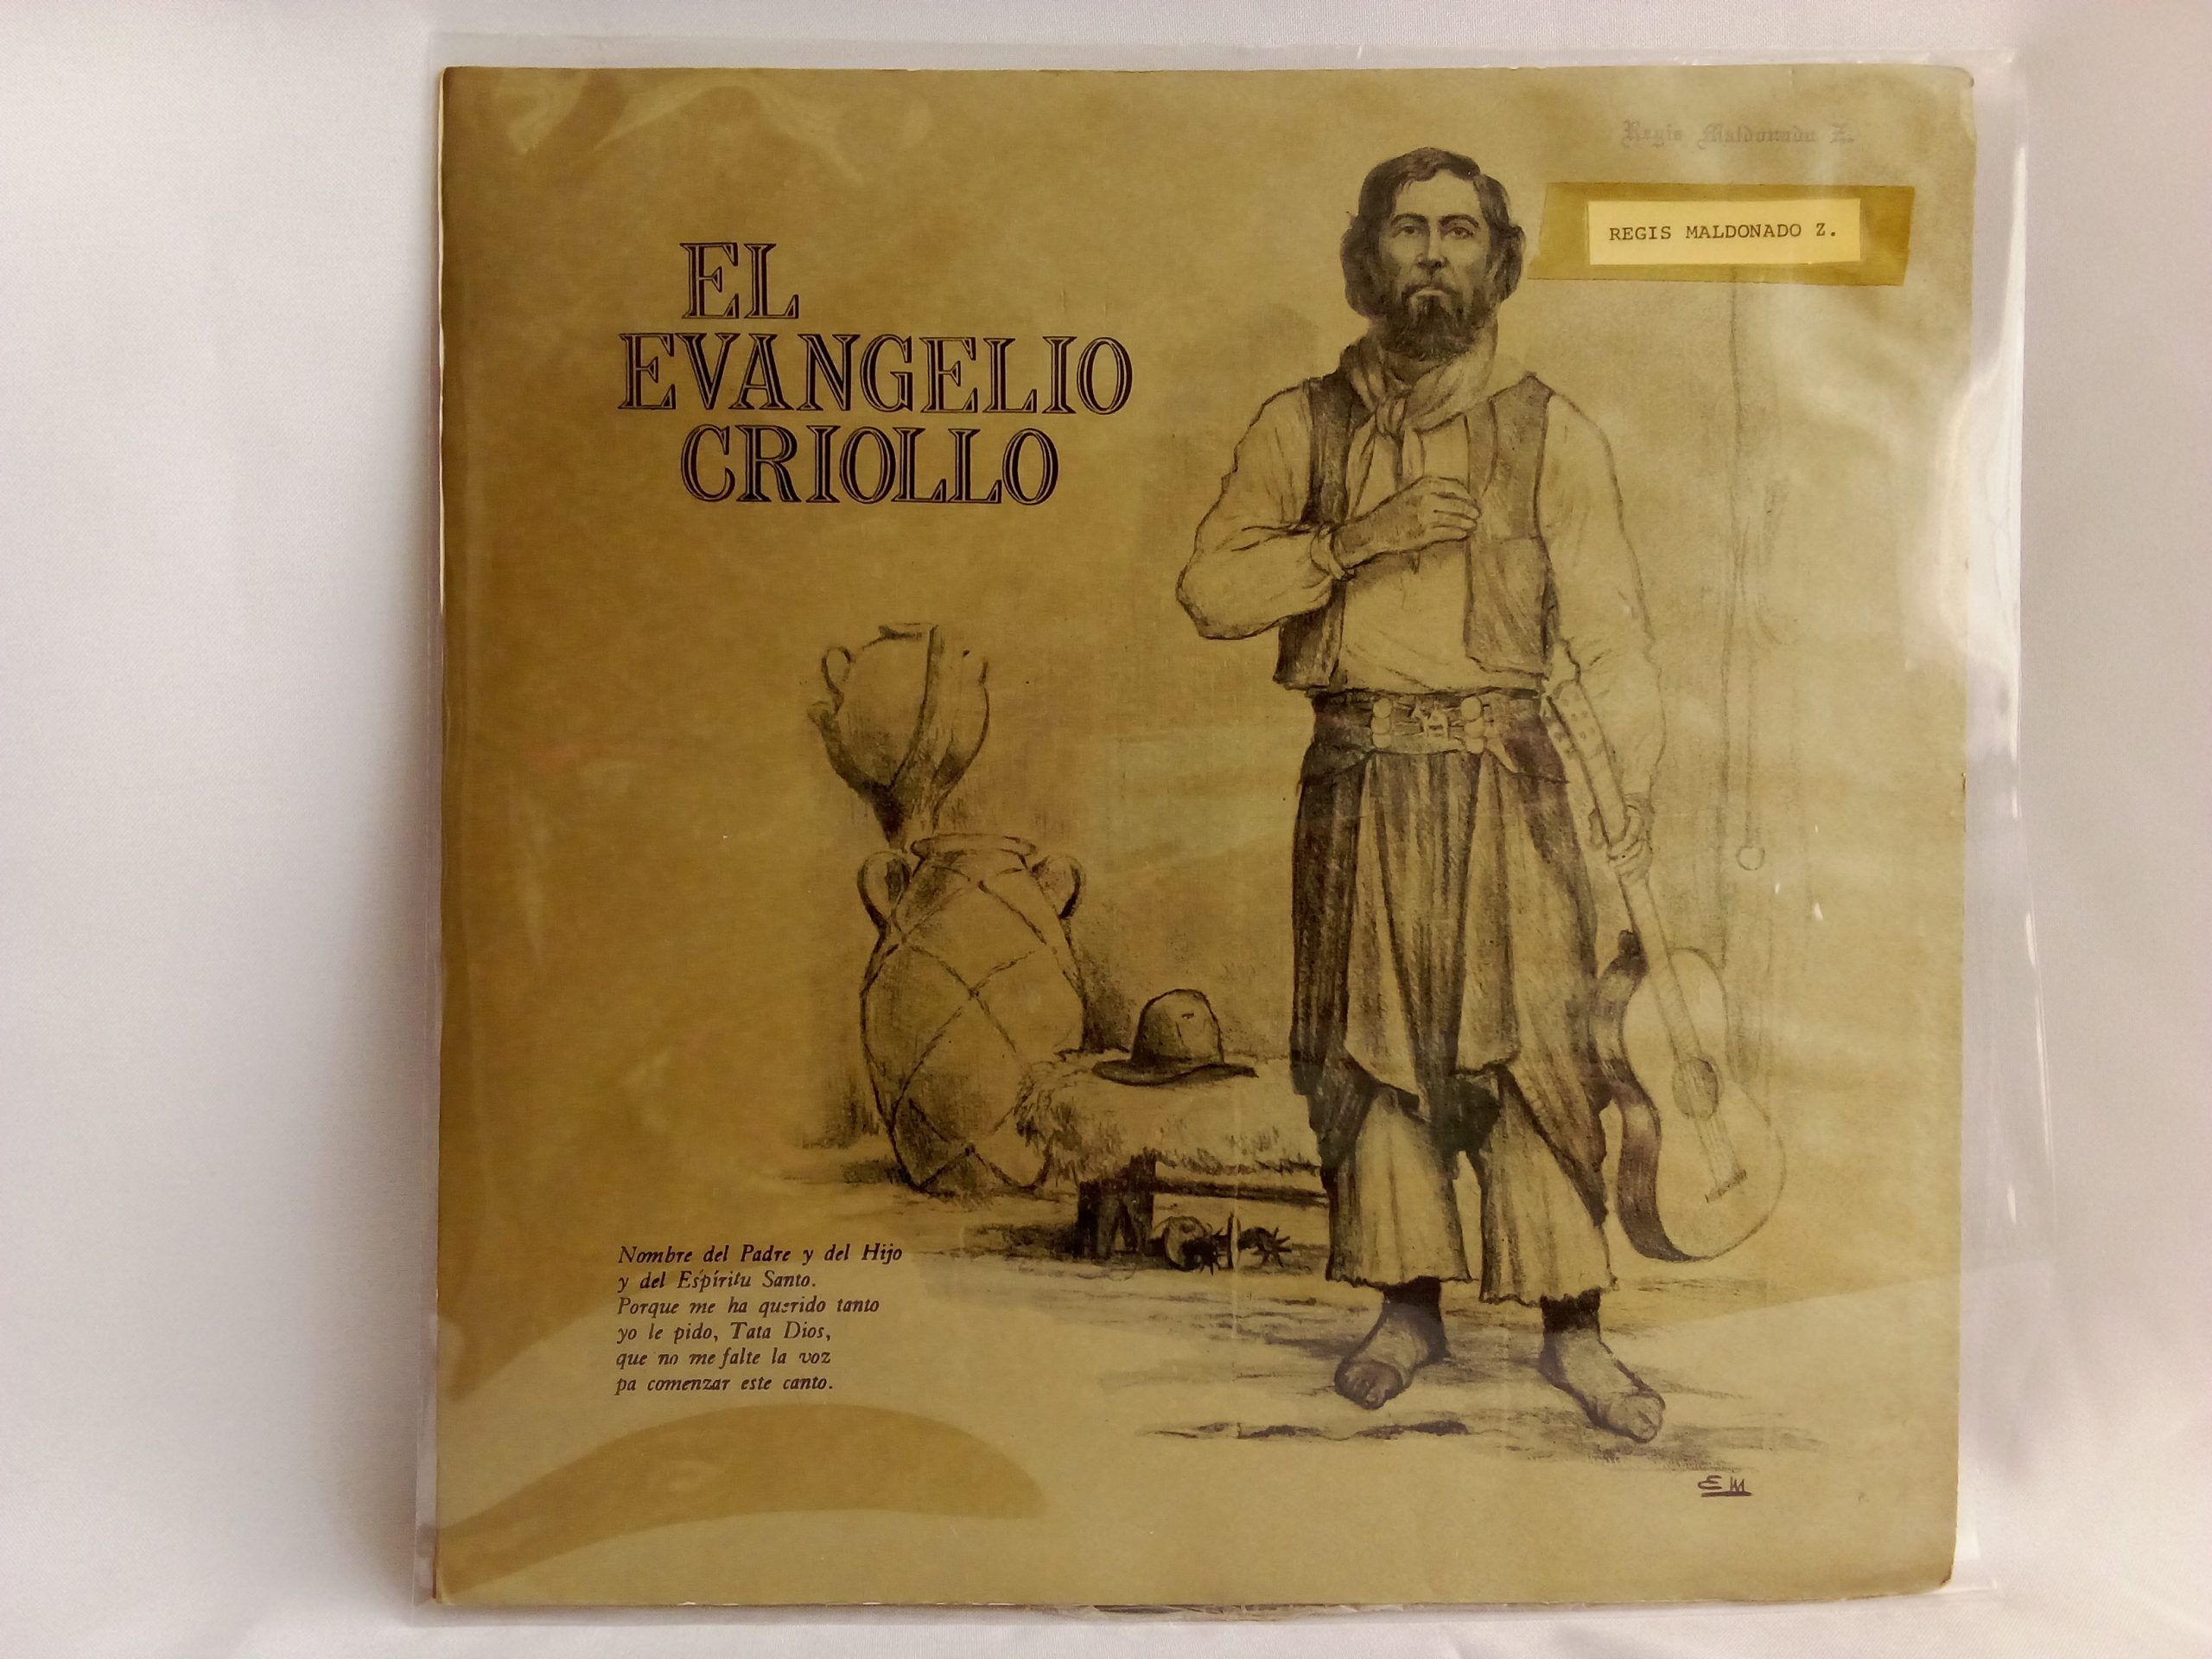 Regis Maldonado Z.
REGIS MALDONADO Z.
EL
EVANGELIO
CRIOLLO
Nombre del Padre y del Hijo
y del Espíritu Santo.
Porque me ha querido tanto
yo le pido, Tata Dios,
que no me falte la voz
pa comenzar este canto.
EM